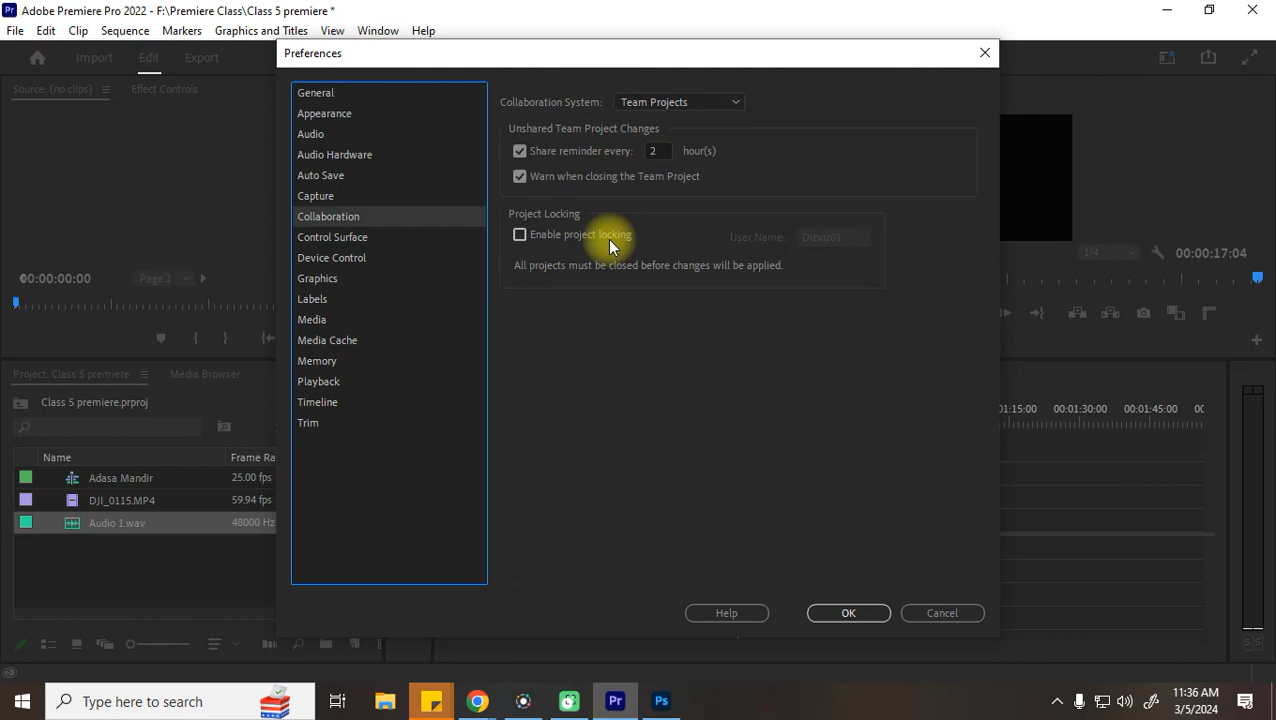 Adobe Premiere Pro 2022 - F:\Premiere Class\Class 5 premiere *
File Edit Clip Sequence Markers Graphics and Titles View Window Help
Preferences
Import Edit Export
Source: (no clips) Effect Controls
General
Appearance
Audio
Audio Hardware
Auto Save
Capture
Collaboration
Control Surface
Device Control
Graphics
Labels
Media
Media Cache
Memory
Playback
Timeline
Trim
Collaboration System: Team Projects
Unshared Team Project Changes
Share reminder every: 2 hour(s)
Warn when closing the Team Project
Project Locking
Enable project locking User Name: Dizviz01
All projects must be closed before changes will be applied.
Help OK Cancel
00:00:00:00 Page 1
1/4 00:00:17:04
Project: Class 5 premiere Media Browser
Class 5 premiere.prproj
Name Frame Ra
Adasa Mandir 25.00 fps
DJI_0115.MP4 59.94 fps
Audio 1.wav 48000 Hz
:01:15:00 00:01:30:00 00:01:45:00 00
S S
Type here to search
11:36 AM
3/5/2024